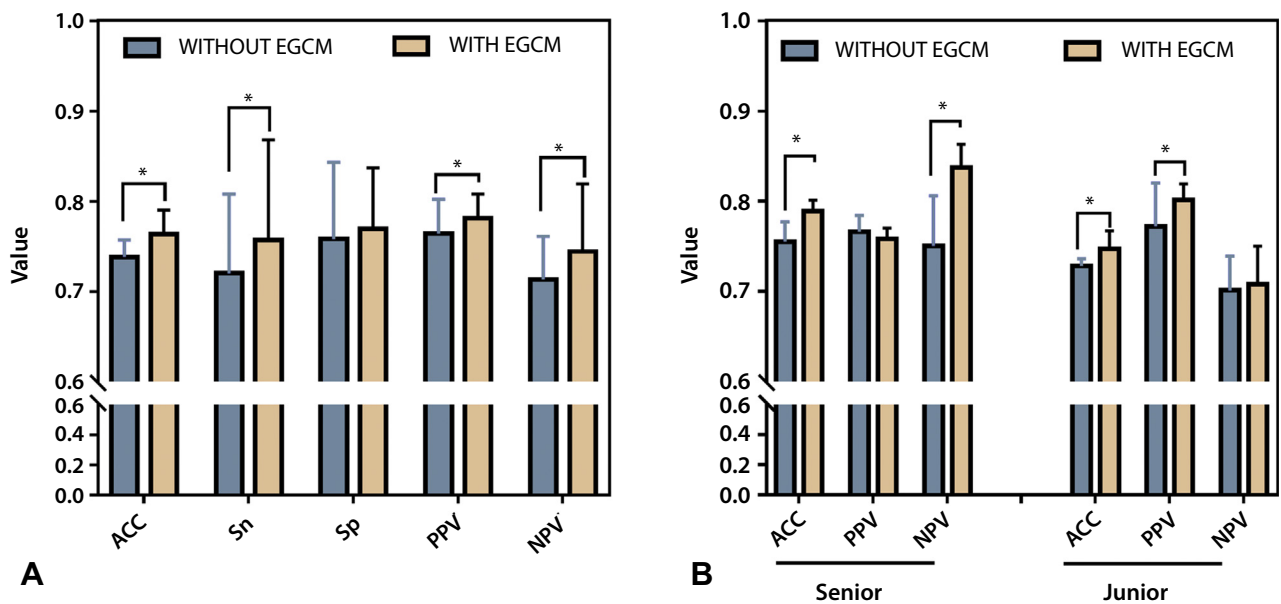 WITHOUT EGCM WITH EGCM
Value
1.0
0.9
*
*
*
*
0.8
0.7
0.6
0.6
0.4
0.2
0.0
ACC Sn Sp PPV NPV
A
WITHOUT EGCM WITH EGCM
Value
1.0
0.9
*
*
*
*
0.8
0.7
0.6
0.6
0.4
0.2
0.0
ACC PPV NPV ACC PPV NPV
Senior Junior
B